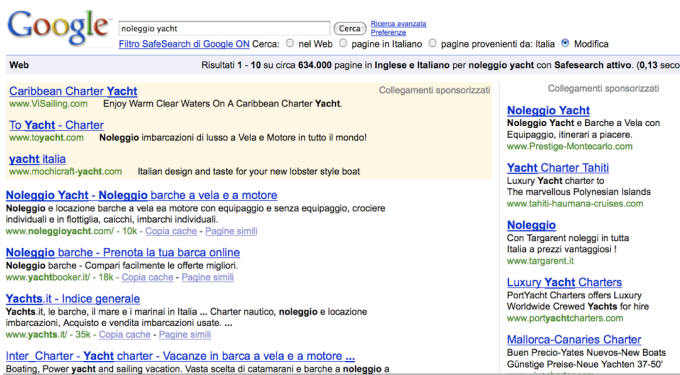 Google
noleggio yacht
Cerca
Ricerca avanzata
Preferenze
Filtro SafeSearch di Google ON Cerca: nel Web pagine in Italiano pagine provenienti da: Italia Modifica
Web
Risultati 1 - 10 su circa 634.000 pagine in Inglese e Italiano per noleggio yacht con Safesearch attivo. (0,13 seco
Caribbean Charter Yacht
www.ViSailing.com Enjoy Warm Clear Waters On A Caribbean Charter Yacht.
Collegamenti sponsorizzati
To Yacht - Charter
www.toyacht.com Noleggio imbarcazioni di lusso a Vela e Motore in tutto il mondo!
yacht italia
www.mochicraft-yacht.com Italian design and taste for your new lobster style boat
Noleggio Yacht - Noleggio barche a vela e a motore
Noleggio e locazione barche a vela ea motore con equipaggio e senza equipaggio, crociere
individuali e in flottiglia, caicchi, imbarchi individuali.
www.noleggioyacht.com/ - 10k - Copia cache - Pagine simili
Noleggio barche - Prenota la tua barca online
Noleggio barche - Compari facilmente le offerte migliori.
www.yachtbooker.it/ - 18k - Copia cache - Pagine simili
Yachts.it - Indice generale
Yachts.it, le barche, il mare e i marinai in Italia ... Charter nautico, noleggio e locazione
imbarcazioni, Acquisto e vendita imbarcazioni usate. ...
www.yachts.it/ - 35k - Copia cache - Pagine simili
Inter_Charter - Yacht charter - Vacanze in barca a vela e a motore ...
Boating, Power yacht and sailing vacation. Vasta scelta di catamarani e barche a noleggio a
Collegamenti sponsorizzati
Noleggio Yacht
Noleggio Yacht e Barche a Vela con
Equipaggio, itinerari a piacere.
www.Prestige-Montecarlo.com
Yacht Charter Tahiti
Luxury Yacht charter to
The marvellous Polynesian Islands
www.tahiti-haumana-cruises.com
Noleggio
Con Targarent noleggi in tutta
Italia a prezzi vantaggiosi !
www.targarent.it
Luxury Yacht Charters
PortYacht Charters offers Luxury
Worldwide Crewed Yachts for hire
www.portyachtcharters.com
Mallorca-Canaries Charter
Buen Precio-Yates Nuevos-New Boats
Günstige Preise-Neue Yachten 37-50'